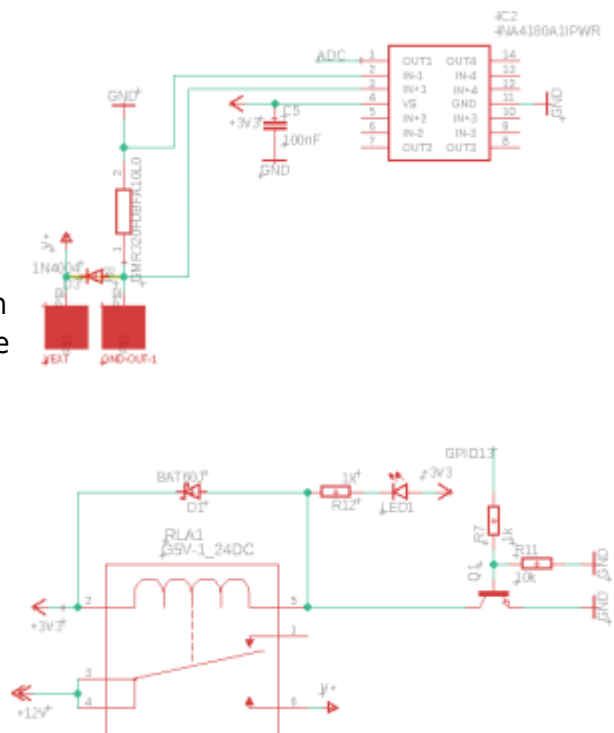 IC2
INA4180A1IPWR
ADC
1 OUT1 OUT4 14
2 IN-1 IN-4 13
3 IN+1 IN+4 12
4 VS GND 11
5 IN+2 IN+3 10
6 IN-2 IN-3 9
7 OUT2 OUT3 8
GND
+3V3
C5
100nF
GND
GND
2
1
V+
1N4004
D3
n
e
VEXT
GND-OUT-1
BAT60J
D1
1k
R12
LED1
+3V3
GPIO13
R7
1k
R11
10k
GND
GND
Q1
RLA1
G5V-1_24DC
2
5
1
3
4
6
+3V3
+12V
V+